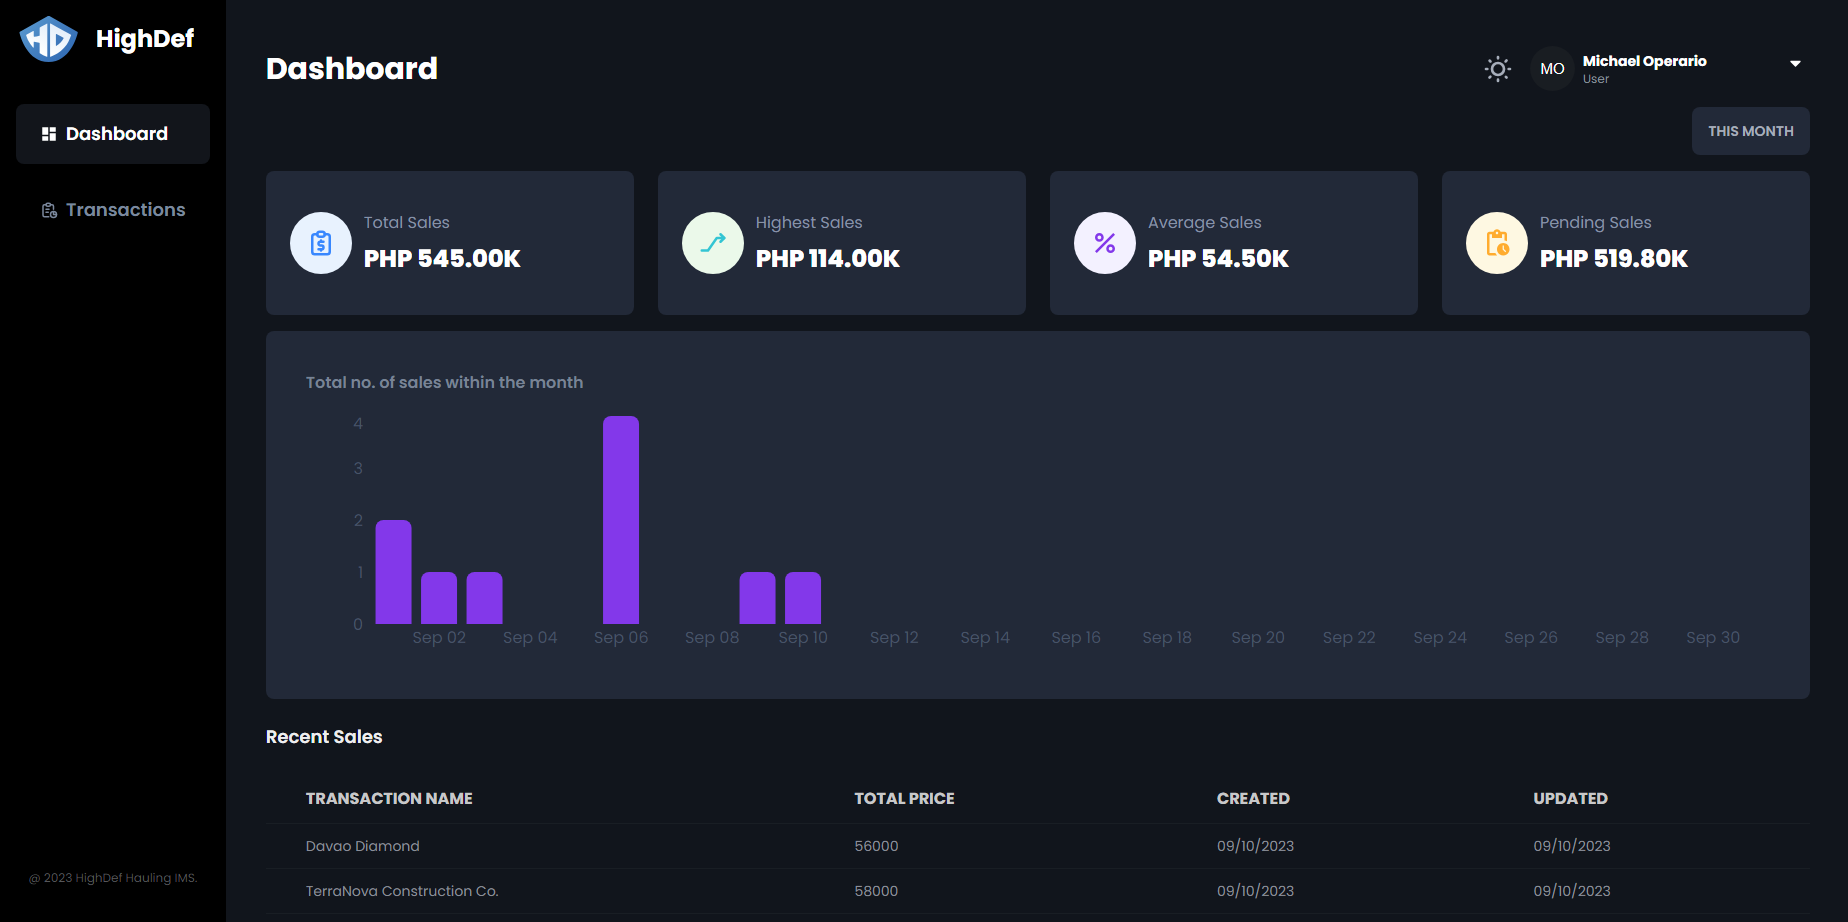 HD HighDef
Dashboard
Transactions
@ 2023 HighDef Hauling IMS.
Dashboard
MO
Michael Operario
User
THIS MONTH
Total Sales
PHP 545.00K
Highest Sales
PHP 114.00K
Average Sales
PHP 54.50K
Pending Sales
PHP 519.80K
Total no. of sales within the month
4
3
2
1
0
Sep 02 Sep 04 Sep 06 Sep 08 Sep 10 Sep 12 Sep 14 Sep 16 Sep 18 Sep 20 Sep 22 Sep 24 Sep 26 Sep 28 Sep 30
Recent Sales
TRANSACTION NAME TOTAL PRICE CREATED UPDATED
Davao Diamond 56000 09/10/2023 09/10/2023
TerraNova Construction Co. 58000 09/10/2023 09/10/2023